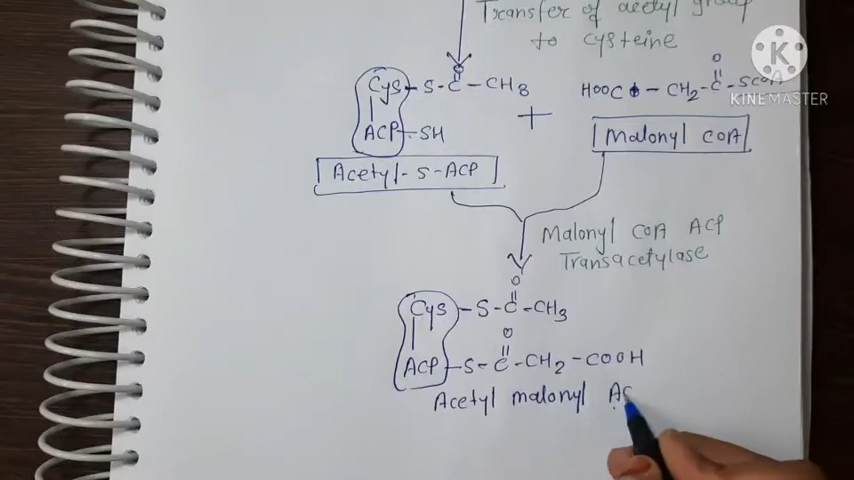 Transfer of acetyl group
to cysteine
Cys - S - C - CH3
O
ACP - SH
+
HOOC - CH2 - C - SCOA
O
Acetyl - S - ACP
Malonyl COA
Malonyl COA ACP
Transacetylase
O
Cys - S - C - CH3
O
ACP - S - C - CH2 - COOH
Acetyl malonyl AC
KINEMASTER